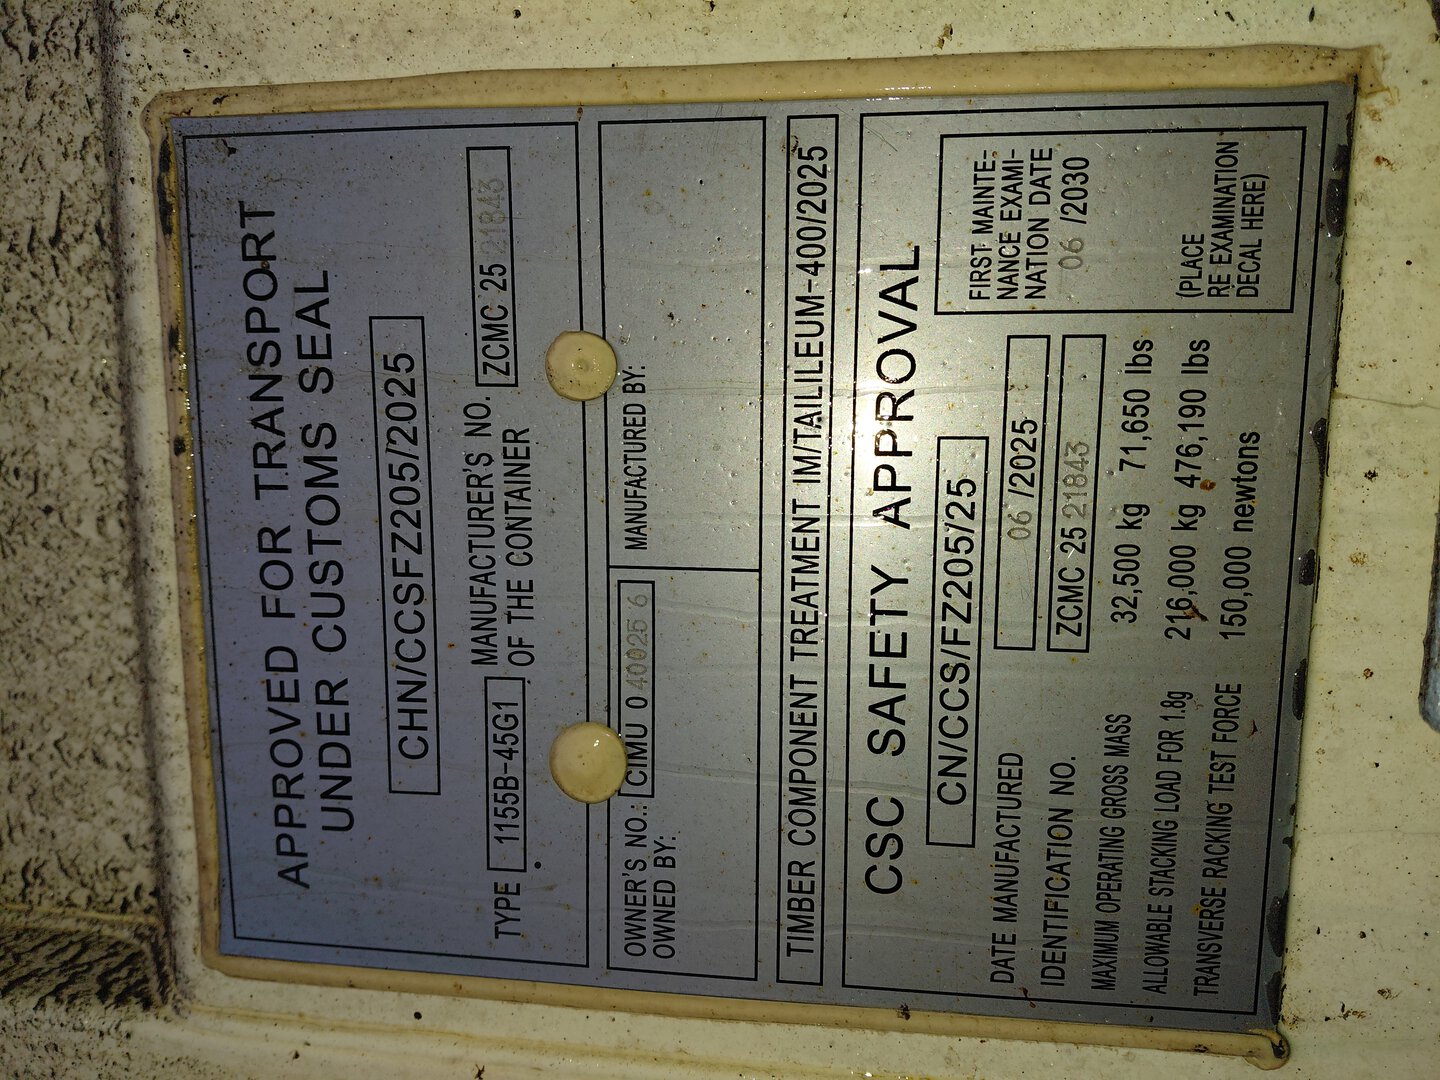 APPROVED FOR TRANSPORT
UNDER CUSTOMS SEAL
CHN/CCSFZ205/2025
TYPE 1155B-45G1 MANUFACTURER'S NO. ZCMC 25 21843
OF THE CONTAINER
OWNER'S NO.: CIMU 0 40025 6 MANUFACTURED BY:
OWNED BY:
TIMBER COMPONENT TREATMENT IM/TAILILEUM-400/2025
CSC SAFETY APPROVAL
CN/CCS/FZ205/25
DATE MANUFACTURED 06 /2025
IDENTIFICATION NO. ZCMC 25 21843
MAXIMUM OPERATING GROSS MASS 32,500 kg 71,650 lbs
ALLOWABLE STACKING LOAD FOR 1.8g 216,000 kg 476,190 lbs
TRANSVERSE RACKING TEST FORCE 150,000 newtons
FIRST MAINTE-
NANCE EXAMI-
NATION DATE
06 /2030
(PLACE
RE EXAMINATION
DECAL HERE)